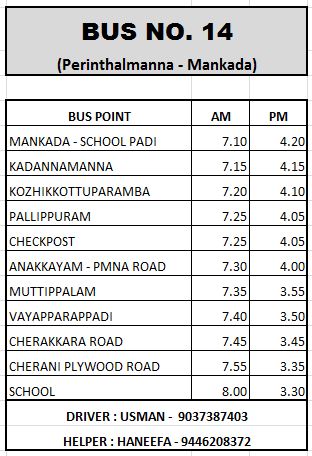 BUS NO. 14
(Perinthalmanna - Mankada)
BUS POINT AM PM
MANKADA - SCHOOL PADI 7.10 4.20
KADANNAMANNA 7.15 4.15
KOZHIKKOTTUPARAMBA 7.20 4.10
PALLIPPURAM 7.25 4.05
CHECKPOST 7.25 4.05
ANAKKAYAM - PMNA ROAD 7.30 4.00
MUTTIPPALAM 7.35 3.55
VAYAPPARAPPADI 7.40 3.50
CHERAKKARA ROAD 7.45 3.45
CHERANI PLYWOOD ROAD 7.55 3.35
SCHOOL 8.00 3.30
DRIVER : USMAN - 9037387403
HELPER : HANEEFA - 9446208372